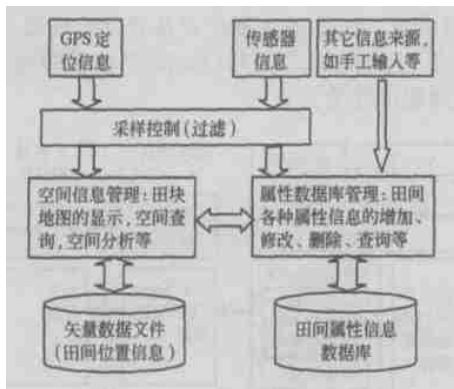 GPS 定
位信息
传感器
信息
其它信息来源,
如手工输入等
采样控制(过滤)
空间信息管理:田块
地图的显示,空间查
询,空间分析等
属性数据库管理:田间
各种属性信息的增加、
修改、删除、查询等
矢量数据文件
(田间位置信息)
田间属性信息
数据库